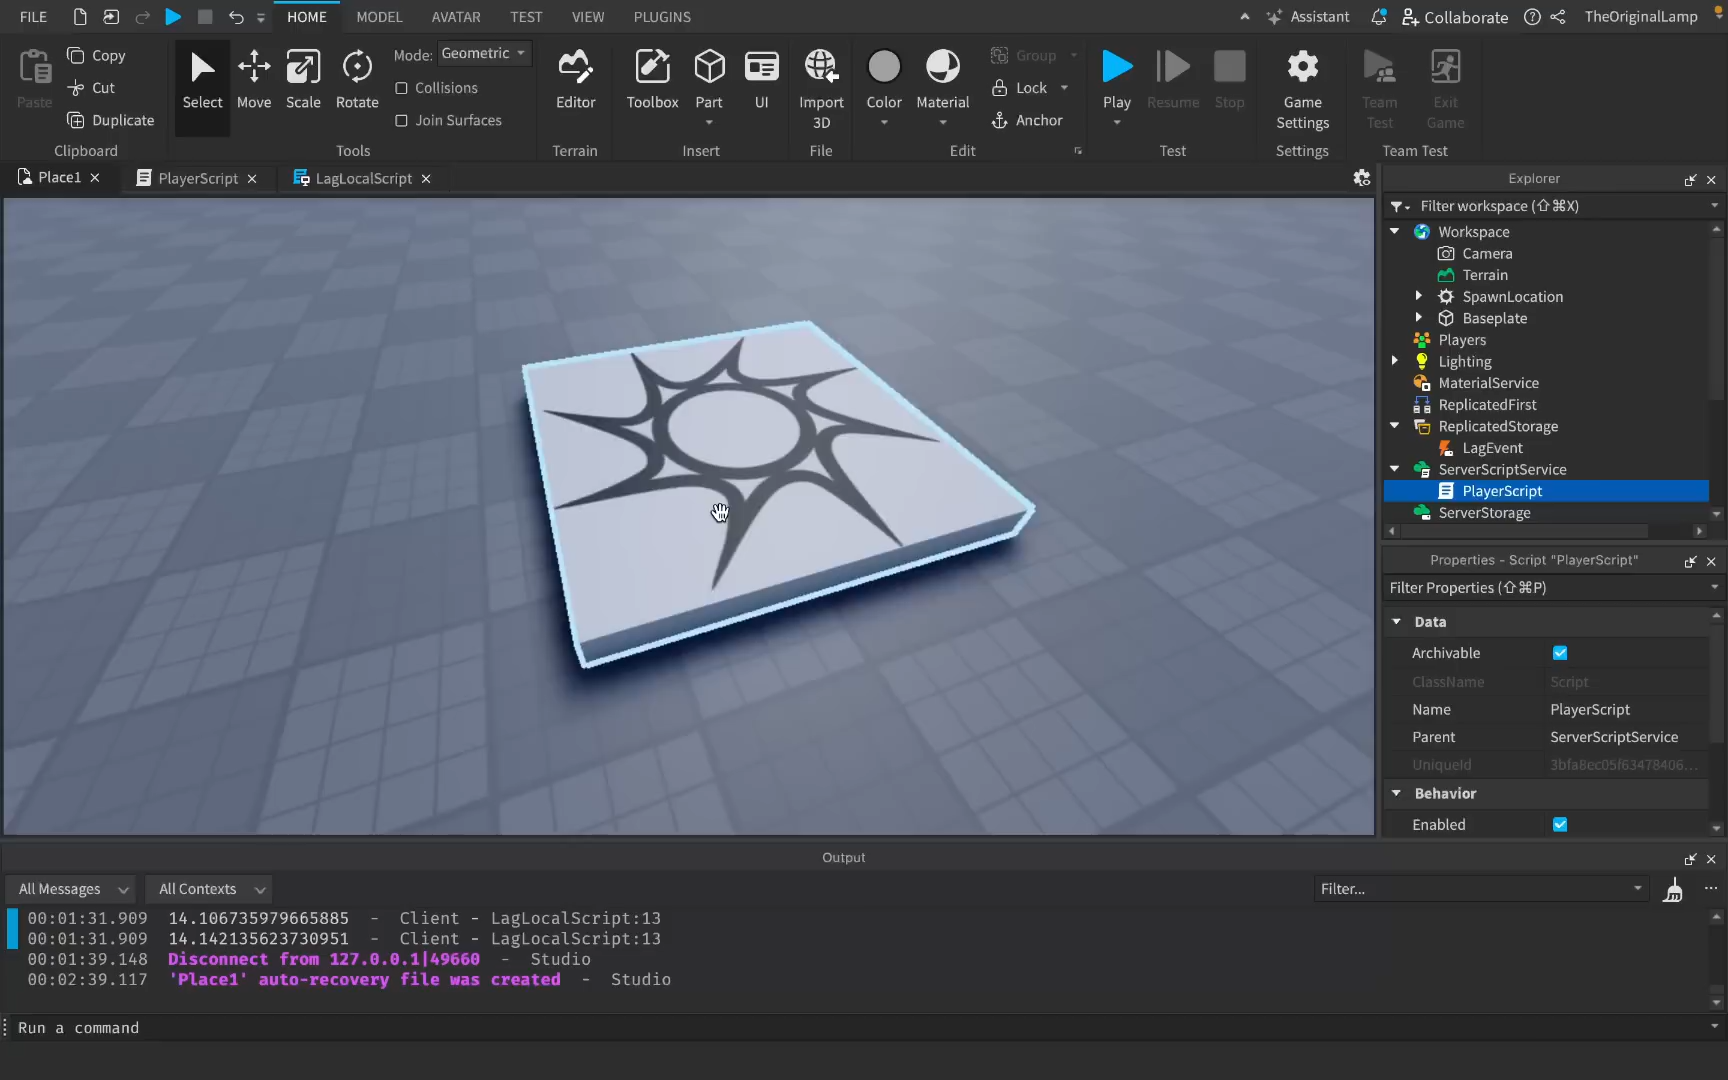 FILE HOME MODEL AVATAR TEST VIEW PLUGINS Assistant Collaborate TheOriginalLamp
Paste Copy Cut Duplicate
Clipboard
Select Move Scale Rotate
Mode: Geometric
Collisions
Join Surfaces
Tools
Editor
Terrain
Toolbox Part UI
Insert
Import 3D
File
Color Material Group Lock Anchor
Edit
Play Resume Stop
Test
Game Settings
Settings
Team Test Exit Game
Team Test
Place1 PlayerScript LagLocalScript
Explorer
Filter workspace (⇧⌘X)
Workspace
Camera
Terrain
SpawnLocation
Baseplate
Players
Lighting
MaterialService
ReplicatedFirst
ReplicatedStorage
LagEvent
ServerScriptService
PlayerScript
ServerStorage
Properties - Script "PlayerScript"
Filter Properties (⇧⌘P)
Data
Archivable
ClassName Script
Name PlayerScript
Parent ServerScriptService
UniqueId 3bfa8ec05f63478406...
Behavior
Enabled
Output
All Messages All Contexts Filter...
00:01:31.909 14.106735979665885 - Client - LagLocalScript:13
00:01:31.909 14.142135623730951 - Client - LagLocalScript:13
00:01:39.148 Disconnect from 127.0.0.1|49660 - Studio
00:02:39.117 'Place1' auto-recovery file was created - Studio
Run a command